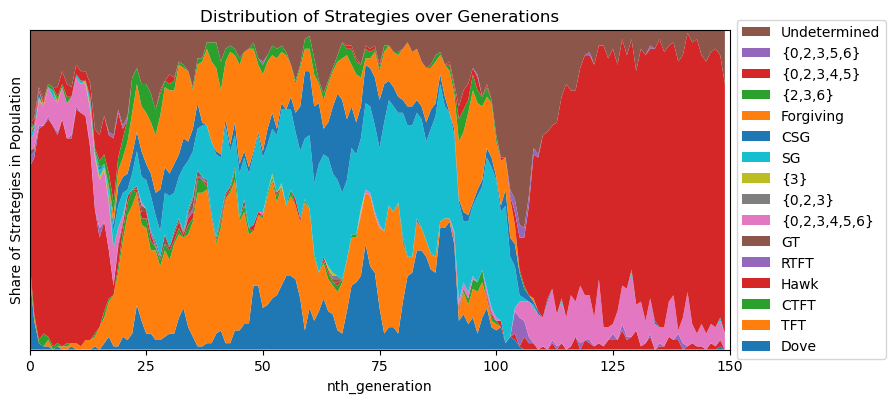 Distribution of Strategies over Generations
Share of Strategies in Population
0
25
50
75
100
125
150
nth_generation
Undetermined
{0,2,3,5,6}
{0,2,3,4,5}
{2,3,6}
Forgiving
CSG
SG
{3}
{0,2,3}
{0,2,3,4,5,6}
GT
RTFT
Hawk
CTFT
TFT
Dove